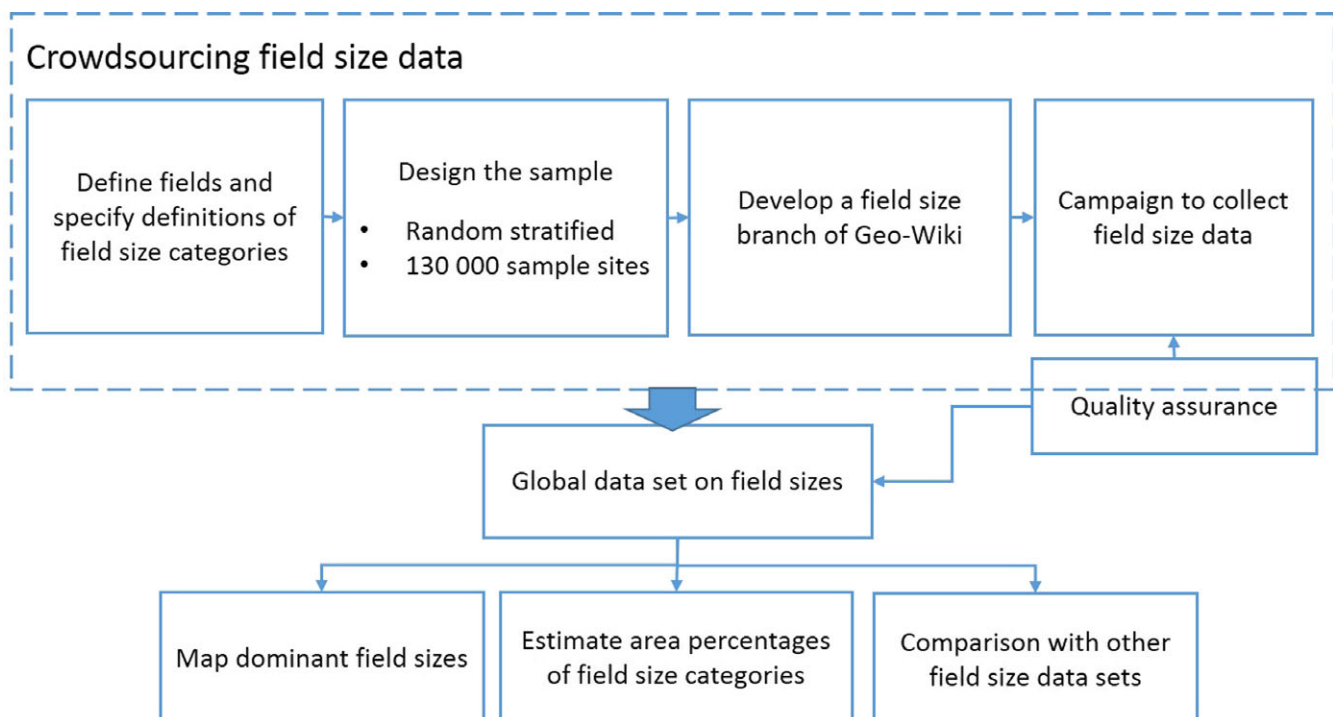 Crowdsourcing field size data
Define fields and
specify definitions of
field size categories
Design the sample
• Random stratified
• 130 000 sample sites
Develop a field size
branch of Geo-Wiki
Campaign to collect
field size data
Quality assurance
Global data set on field sizes
Map dominant field sizes
Estimate area percentages
of field size categories
Comparison with other
field size data sets